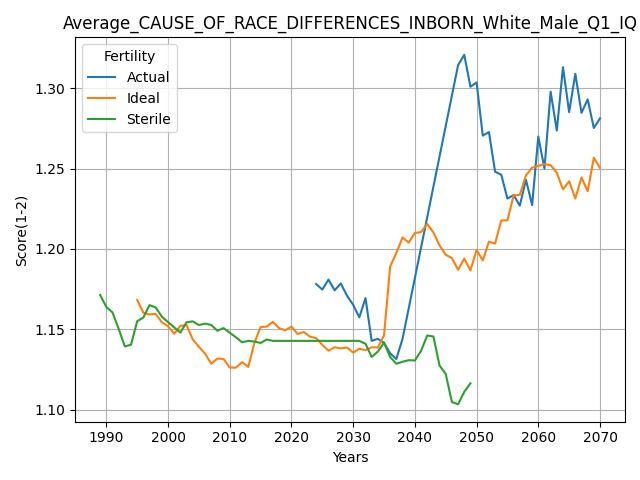 Average_CAUSE_OF_RACE_DIFFERENCES_INBORN_White_Male_Q1_IQ
Fertility
Actual
Ideal
Sterile
Score(1-2)
1.30
1.25
1.20
1.15
1.10
1990 2000 2010 2020 2030 2040 2050 2060 2070
Years